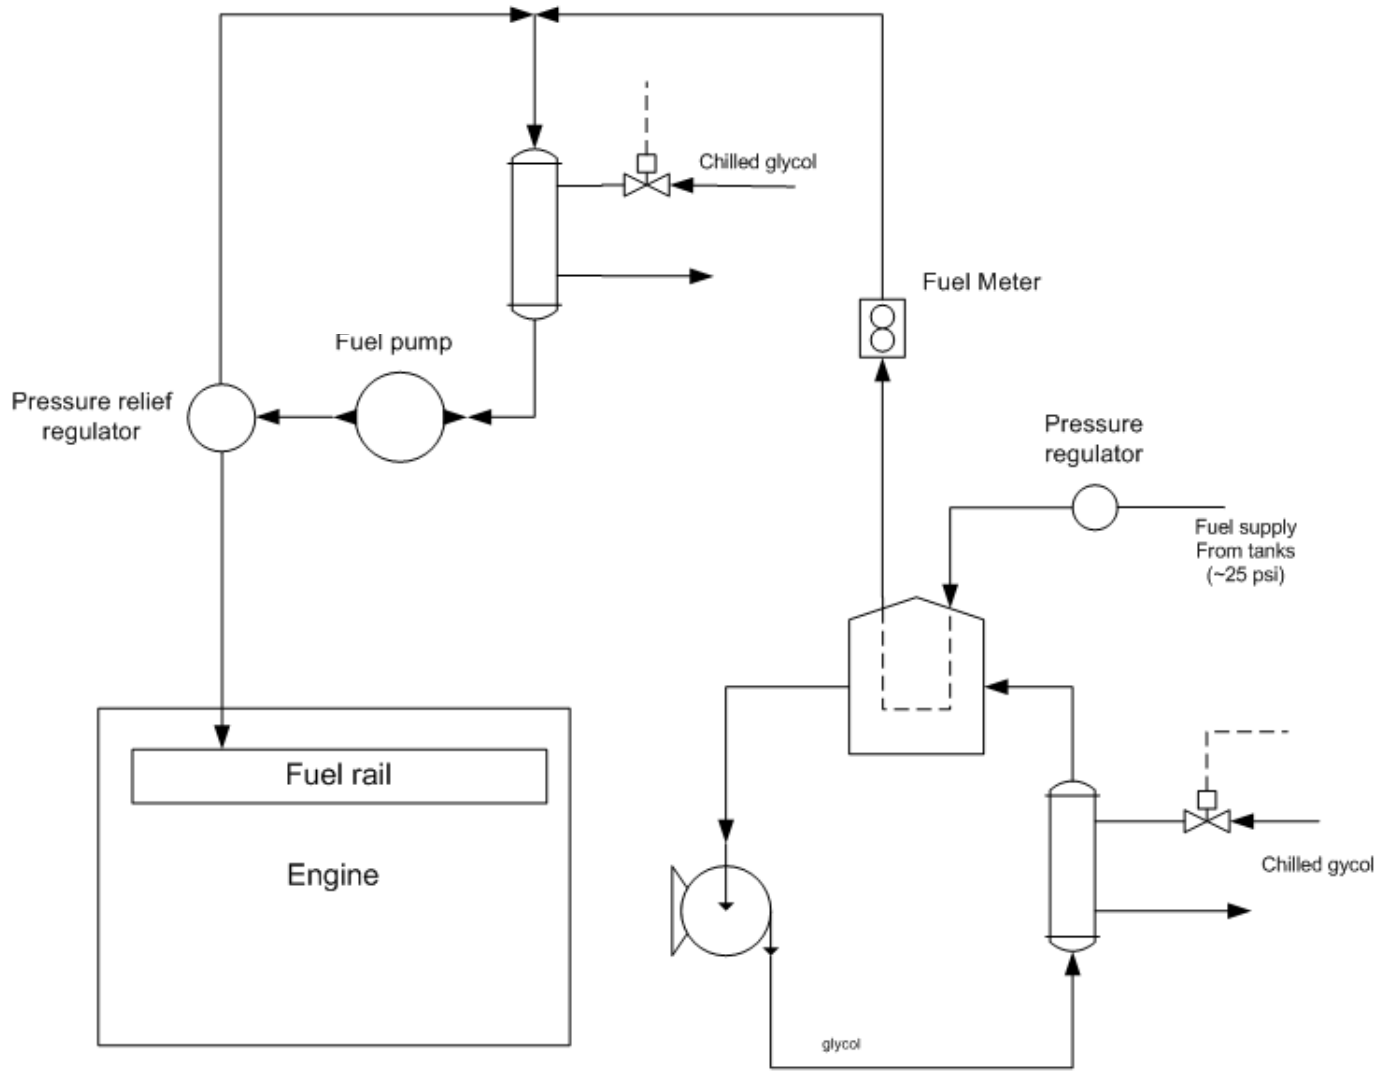 Chilled glycol
Fuel Meter
Fuel pump
Pressure relief
regulator
Pressure
regulator
Fuel supply
From tanks
(~25 psi)
Fuel rail
Engine
Chilled gycol
glycol